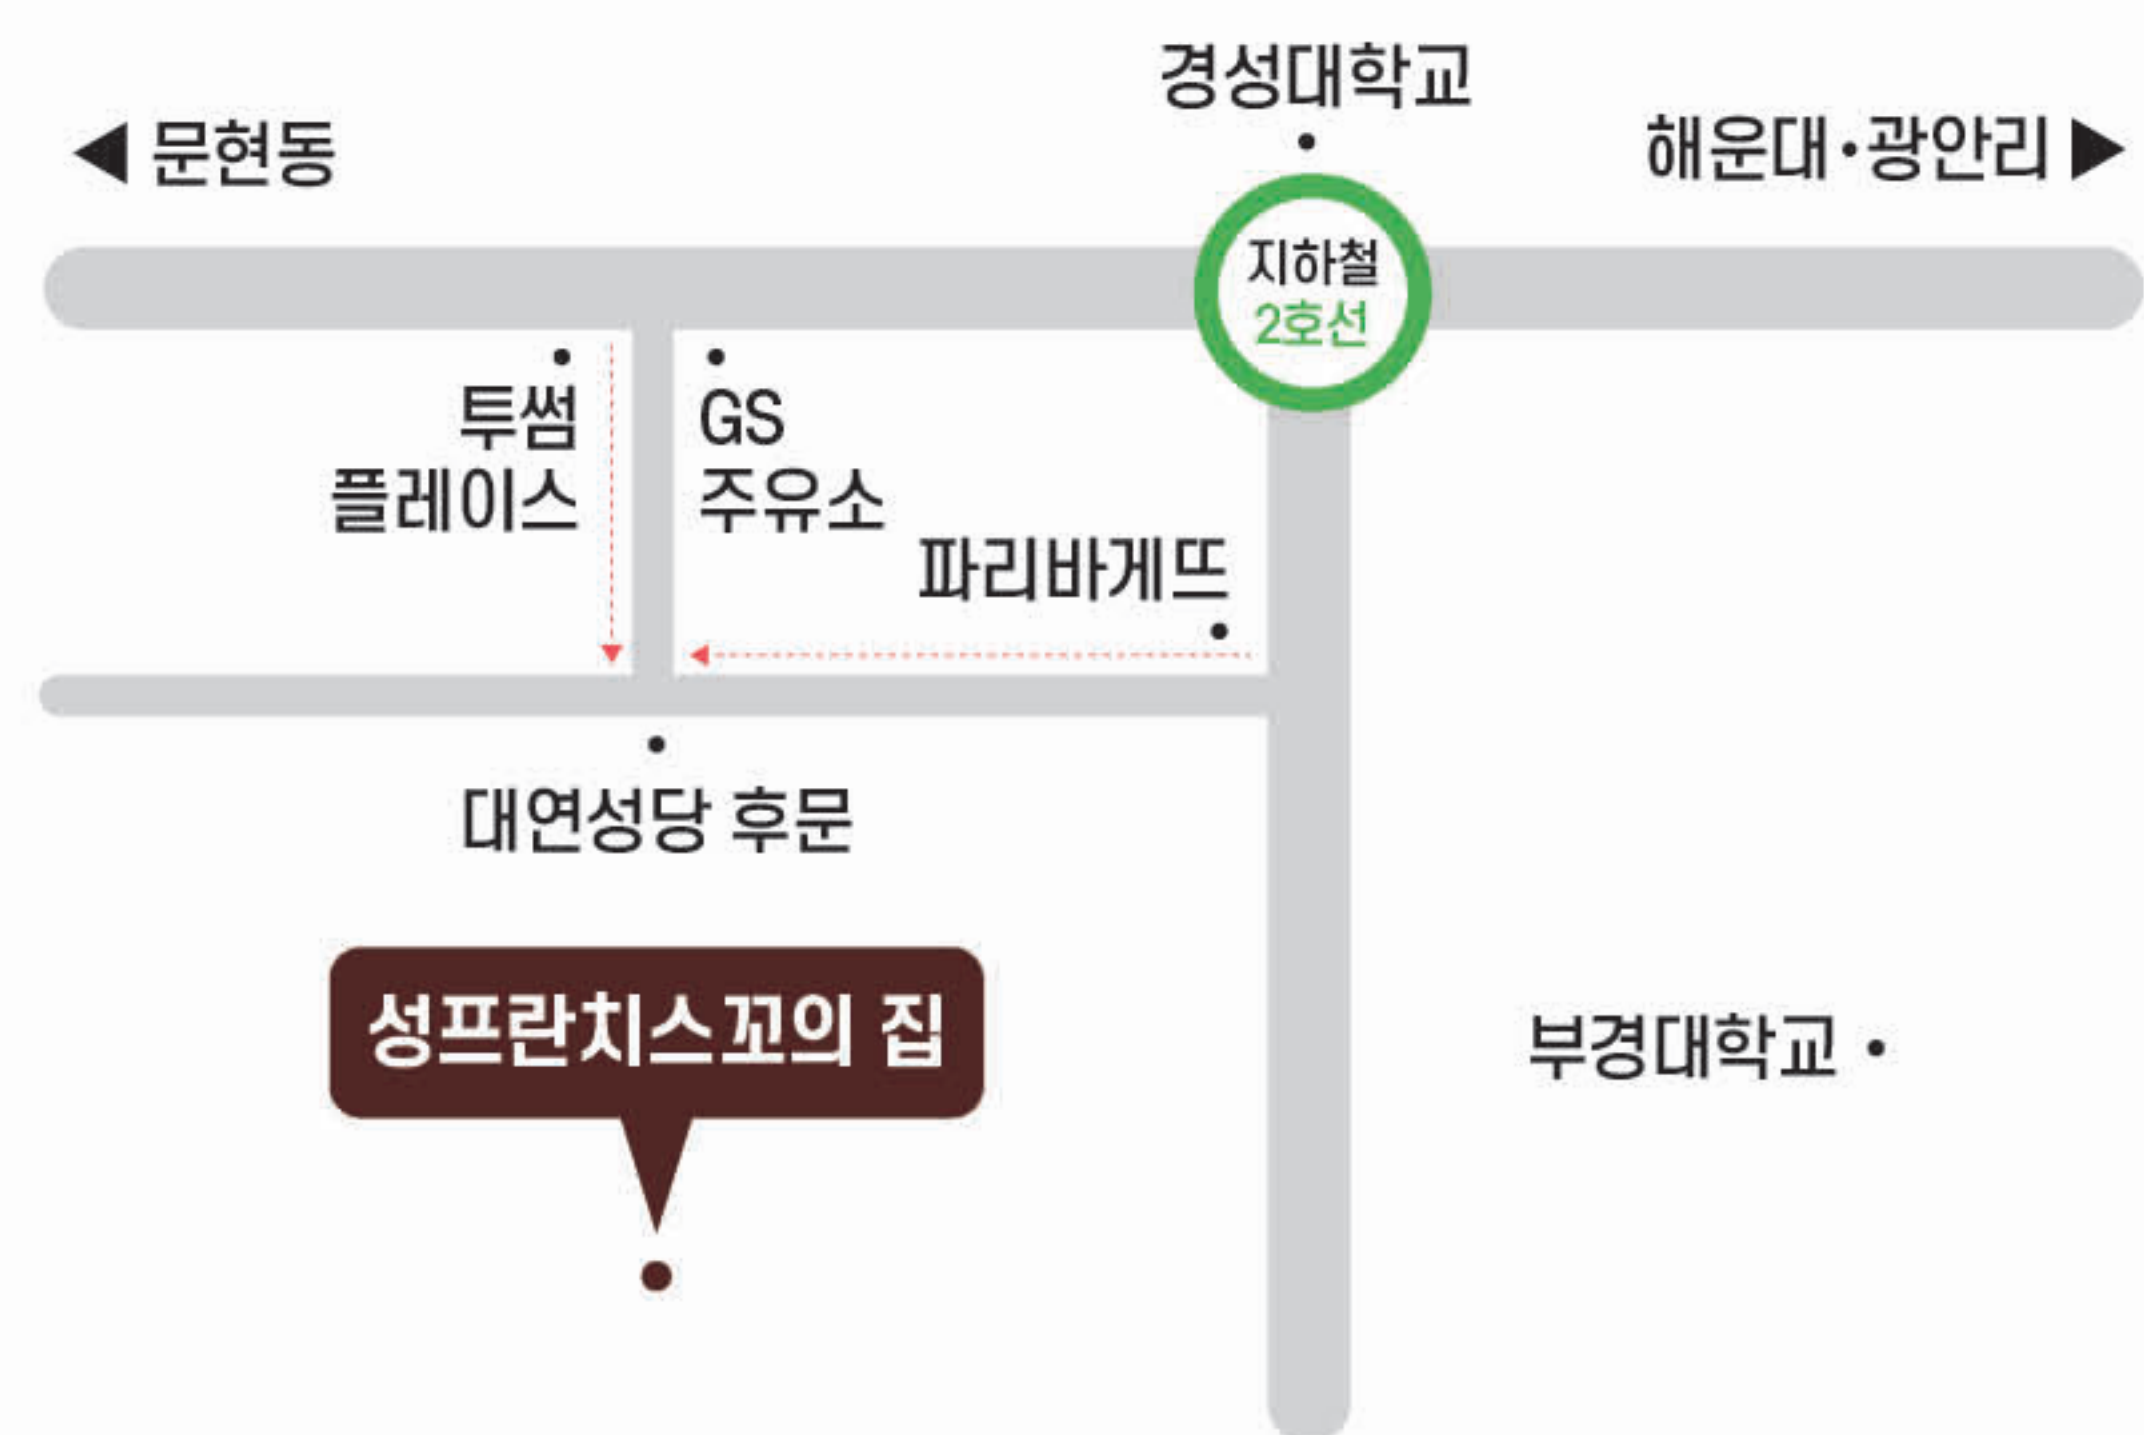 경성대학교
◀ 문현동
해운대·광안리 ▶
지하철
2호선
투썸
플레이스
GS
주유소
파리바게뜨
대연성당 후문
성프란치스꼬의 집
부경대학교